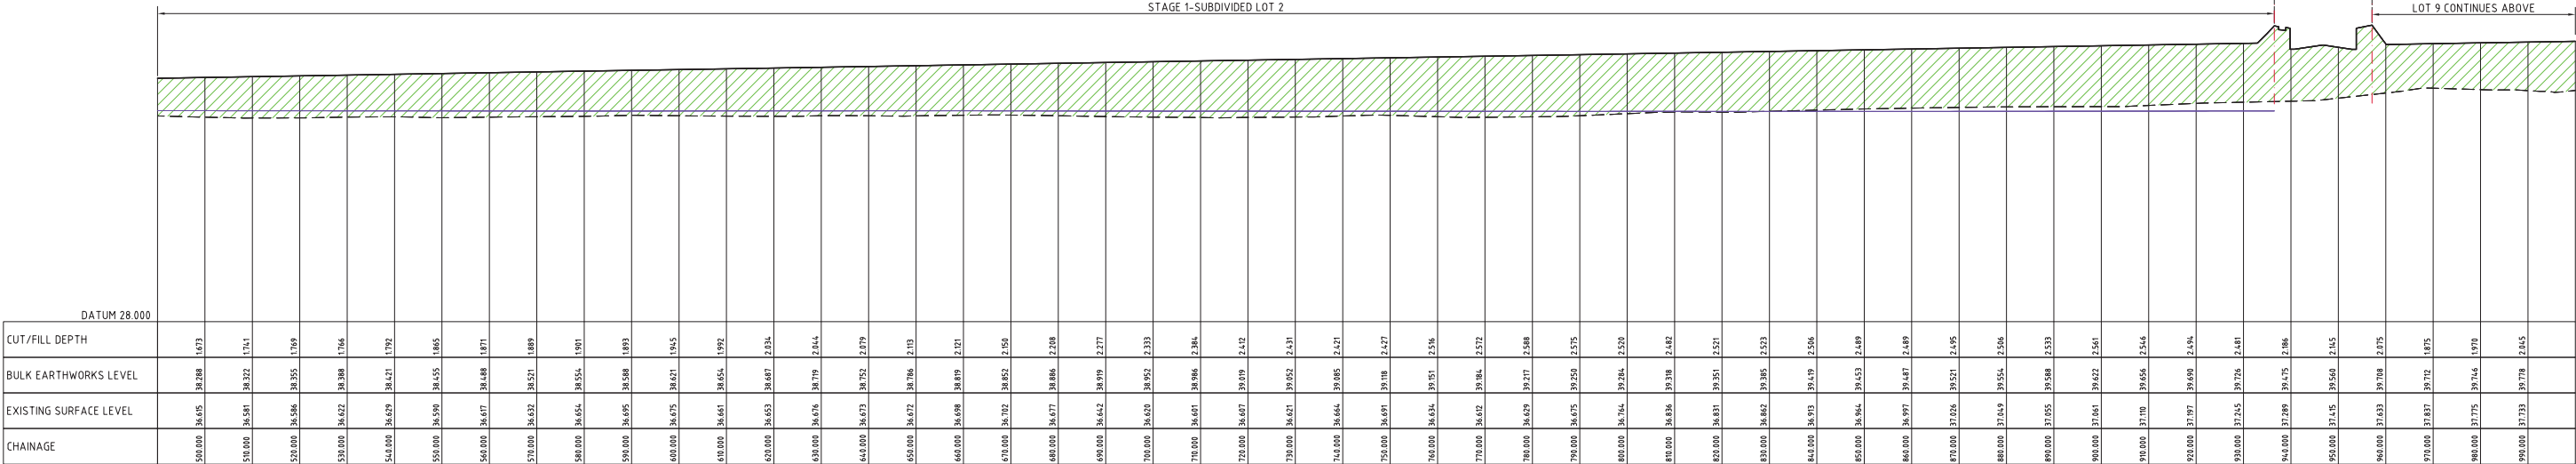 STAGE 1-SUBDIVIDED LOT 2
LOT 9 CONTINUES ABOVE
DATUM 28.000
CUT/FILL DEPTH 1.673 1.741 1.769 1.766 1.792 1.865 1.871 1.889 1.901 1.893 1.945 1.992 2.034 2.044 2.079 2.113 2.121 2.150 2.208 2.277 2.333 2.384 2.412 2.431 2.421 2.427 2.516 2.572 2.588 2.575 2.520 2.482 2.521 2.523 2.506 2.489 2.489 2.495 2.506 2.533 2.561 2.546 2.494 2.481 2.186 2.145 2.075 1.875 1.970 2.045
BULK EARTHWORKS LEVEL 38.288 38.322 38.355 38.388 38.421 38.455 38.488 38.521 38.554 38.588 38.621 38.654 38.687 38.719 38.752 38.786 38.819 38.852 38.886 38.919 38.952 38.986 39.019 39.052 39.085 39.118 39.151 39.184 39.217 39.250 39.284 39.318 39.351 39.385 39.419 39.453 39.487 39.521 39.554 39.588 39.622 39.656 39.690 39.726 39.475 39.560 39.708 39.712 39.746 39.778
EXISTING SURFACE LEVEL 36.615 36.581 36.586 36.622 36.629 36.590 36.617 36.632 36.654 36.695 36.675 36.661 36.653 36.676 36.673 36.672 36.698 36.702 36.677 36.642 36.620 36.601 36.607 36.621 36.664 36.691 36.634 36.612 36.629 36.675 36.764 36.836 36.831 36.862 36.913 36.964 36.997 37.026 37.049 37.055 37.061 37.110 37.197 37.245 37.289 37.415 37.633 37.837 37.775 37.733
CHAINAGE 500.000 510.000 520.000 530.000 540.000 550.000 560.000 570.000 580.000 590.000 600.000 610.000 620.000 630.000 640.000 650.000 660.000 670.000 680.000 690.000 700.000 710.000 720.000 730.000 740.000 750.000 760.000 770.000 780.000 790.000 800.000 810.000 820.000 830.000 840.000 850.000 860.000 870.000 880.000 890.000 900.000 910.000 920.000 930.000 940.000 950.000 960.000 970.000 980.000 990.000